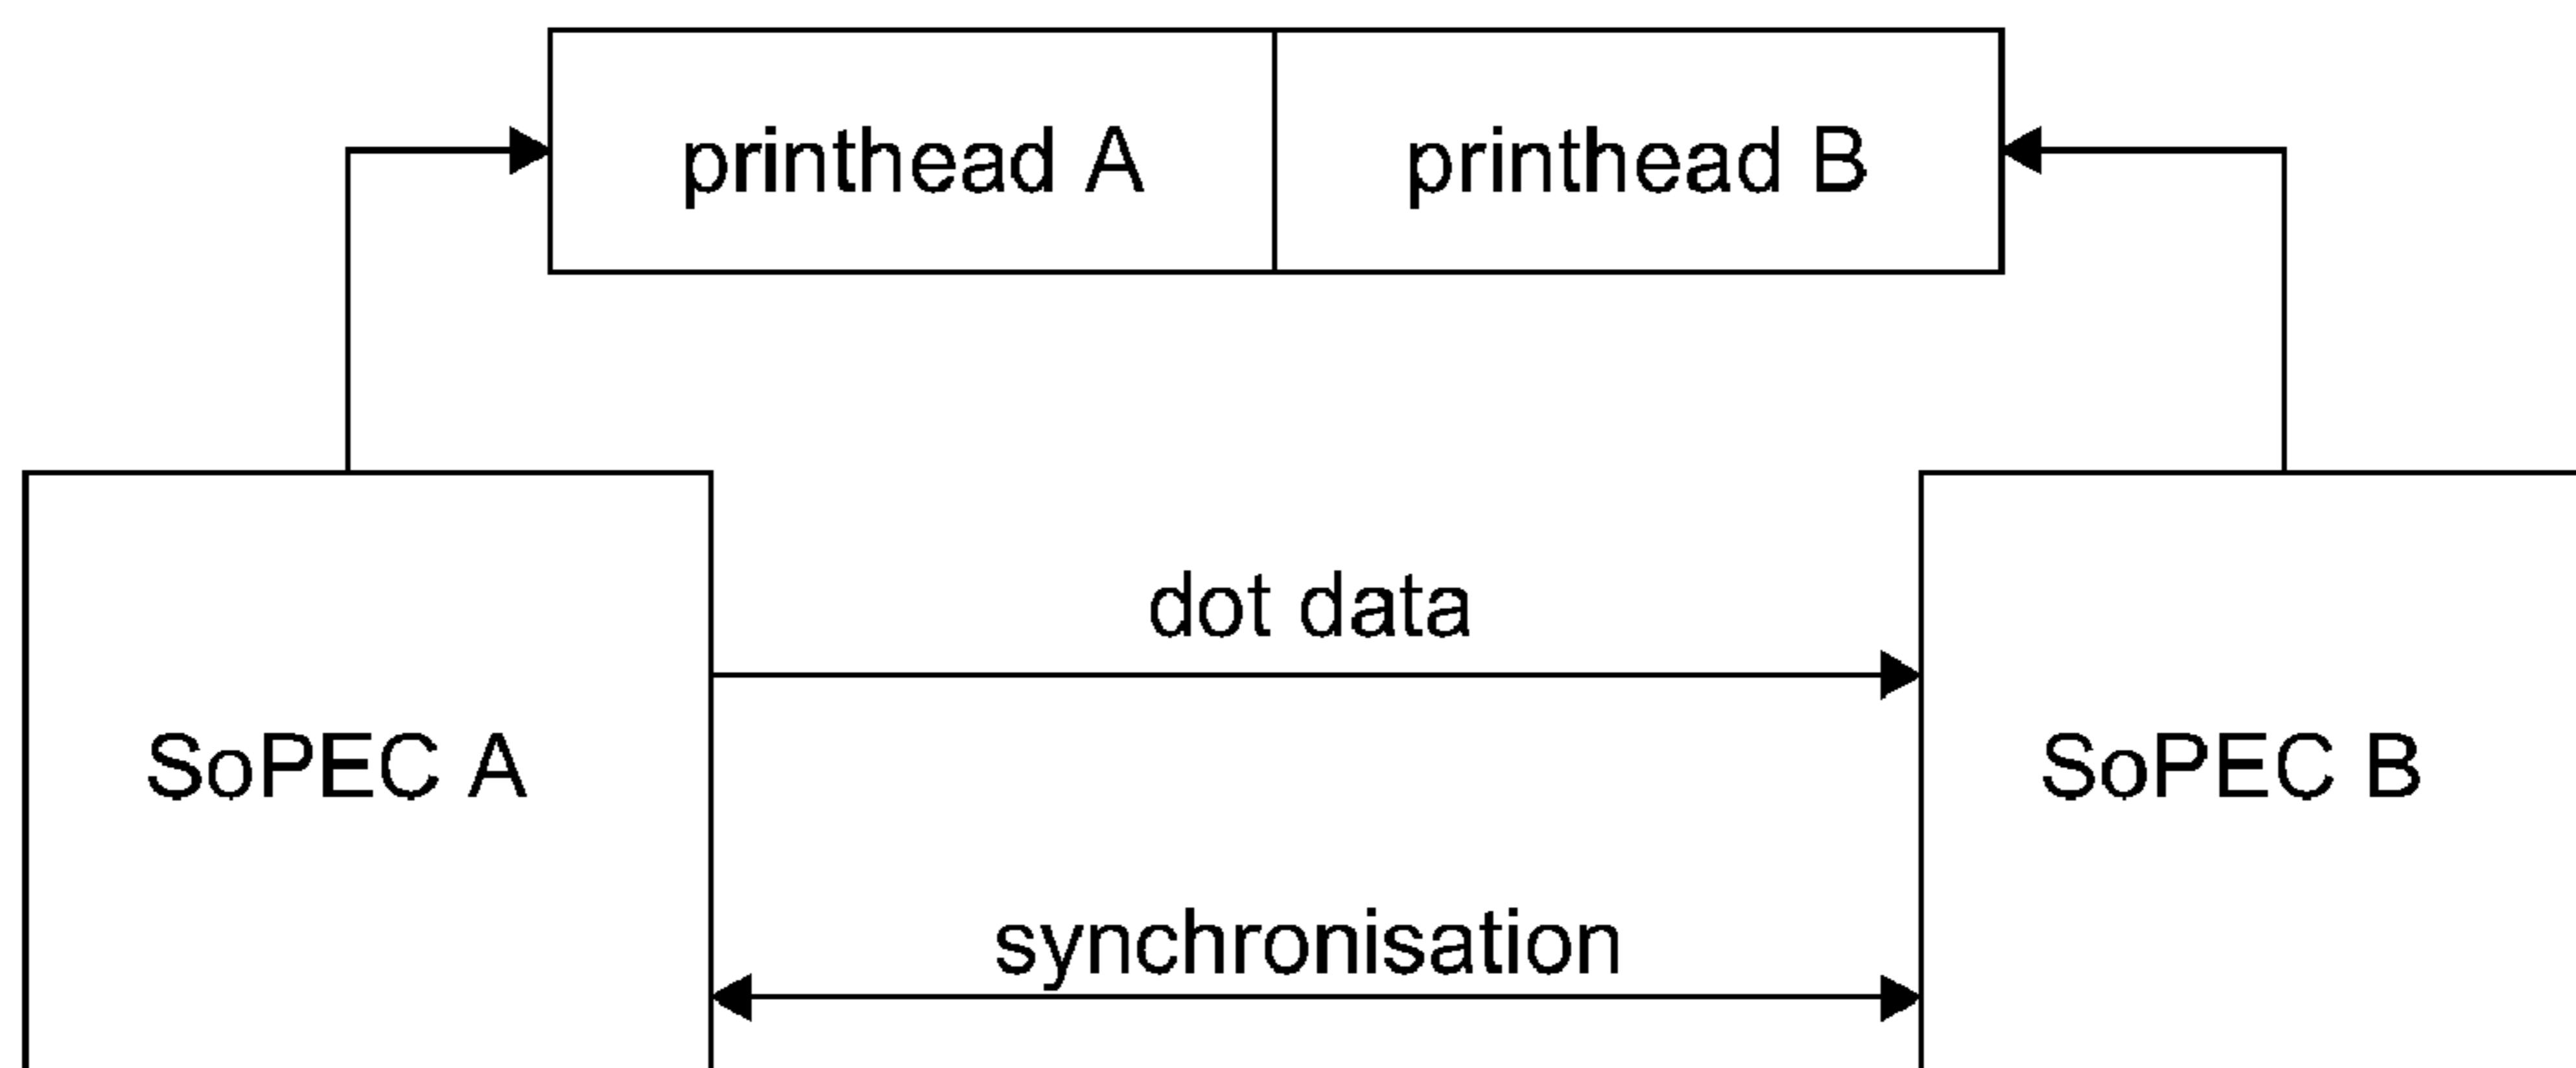 printhead A
printhead B
dot data
SoPEC A
SoPEC B
synchronisation